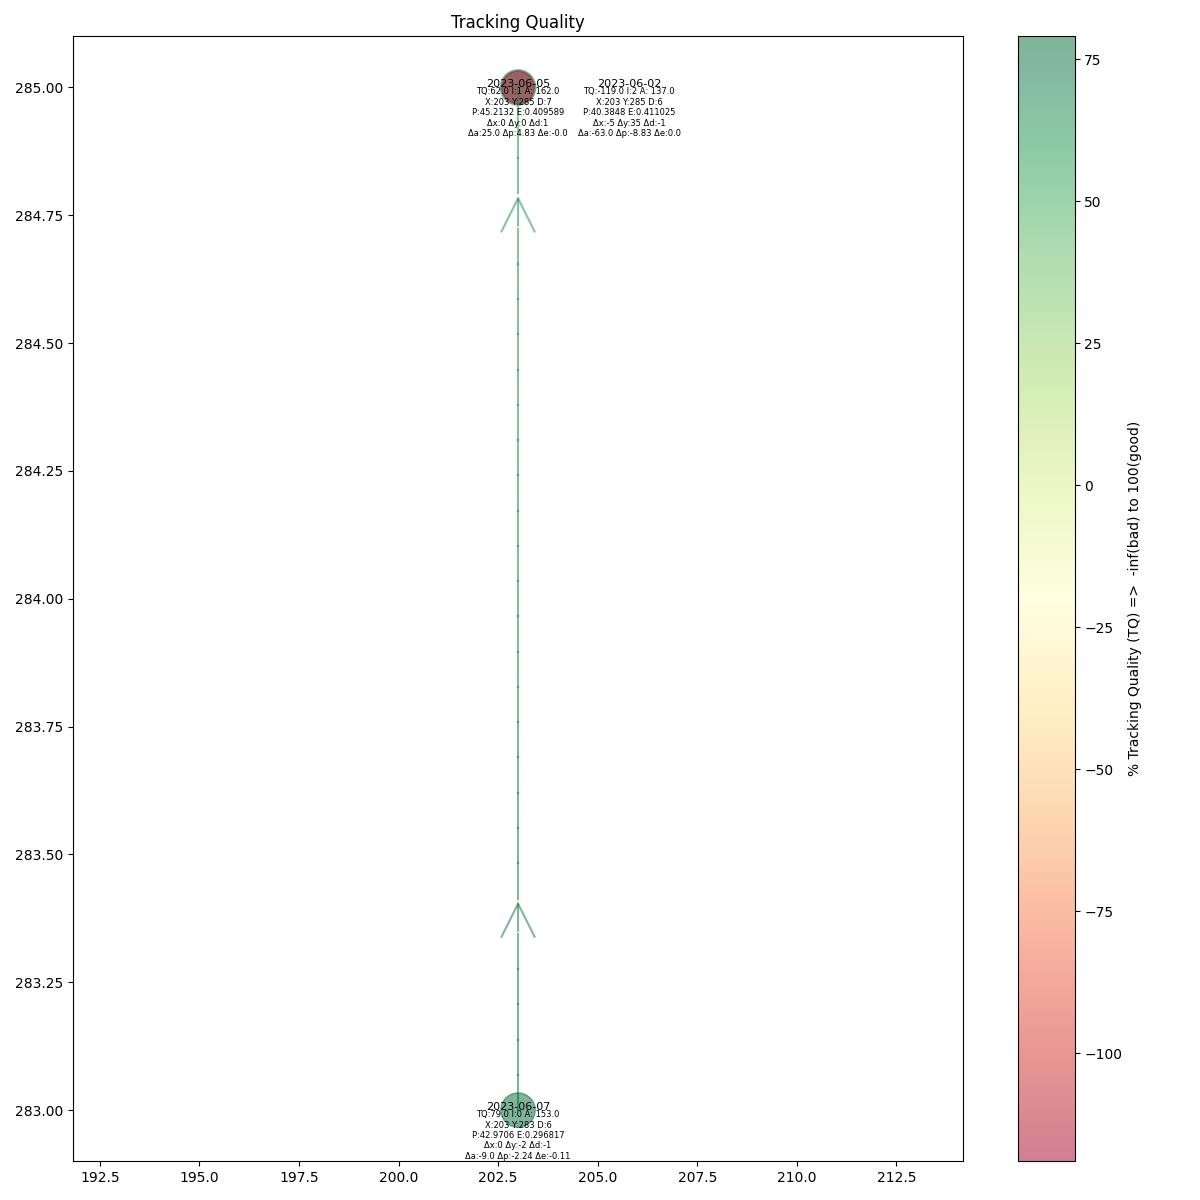 Tracking Quality
285.00
284.75
284.50
284.25
284.00
283.75
283.50
283.25
283.00
2023-06-05
TQ:62.0 I:1 A: 162.0
X:203 Y:285 D:7
P:45.2132 E:0.409589
Δx:0 Δy:0 Δd:1
Δa:25.0 Δp:4.83 Δe:-0.0
2023-06-02
TQ:-119.0 I:2 A: 137.0
X:203 Y:285 D:6
P:40.3848 E:0.411025
Δx:-5 Δy:35 Δd:-1
Δa:-63.0 Δp:-8.83 Δe:0.0
2023-06-07
TQ:79.0 I:0 A: 153.0
X:203 Y:283 D:6
P:42.9706 E:0.296817
Δx:0 Δy:-2 Δd:-1
Δa:-9.0 Δp:-2.24 Δe:-0.11
192.5 195.0 197.5 200.0 202.5 205.0 207.5 210.0 212.5
75
50
25
0
−25
−50
−75
−100
% Tracking Quality (TQ) => -inf(bad) to 100(good)